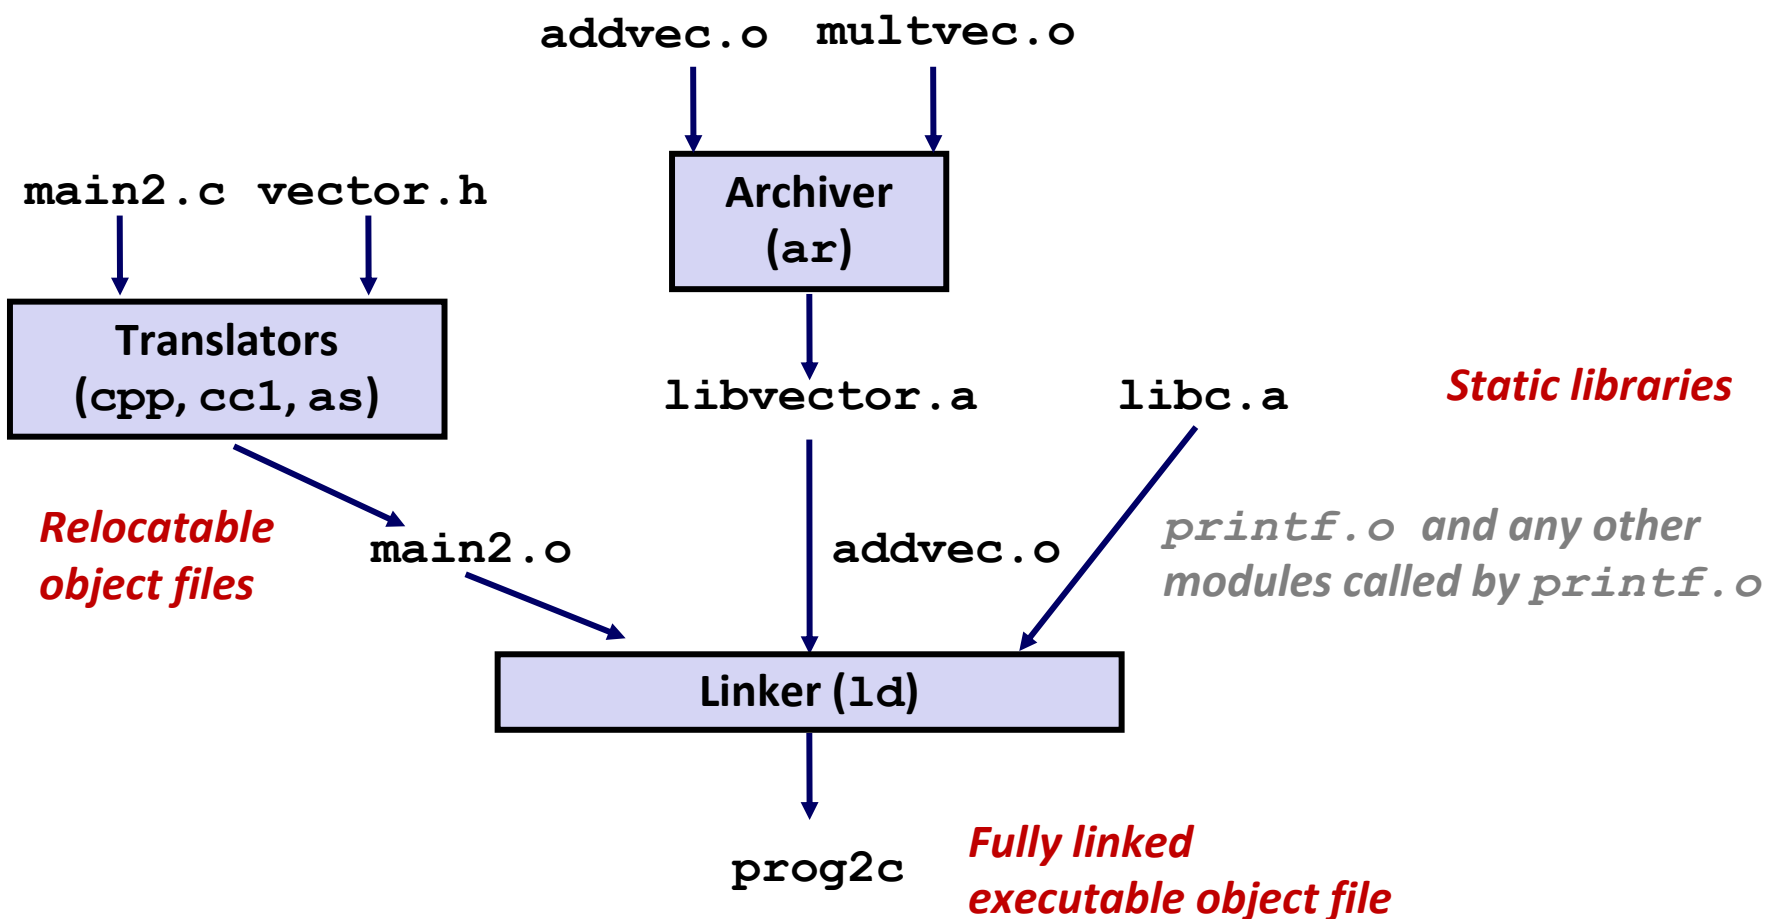 addvec.o multvec.o
main2.c vector.h
Archiver
(ar)
Translators
(cpp, cc1, as)
libvector.a libc.a Static libraries
Relocatable
object files
main2.o
addvec.o
printf.o and any other
modules called by printf.o
Linker (ld)
prog2c
Fully linked
executable object file